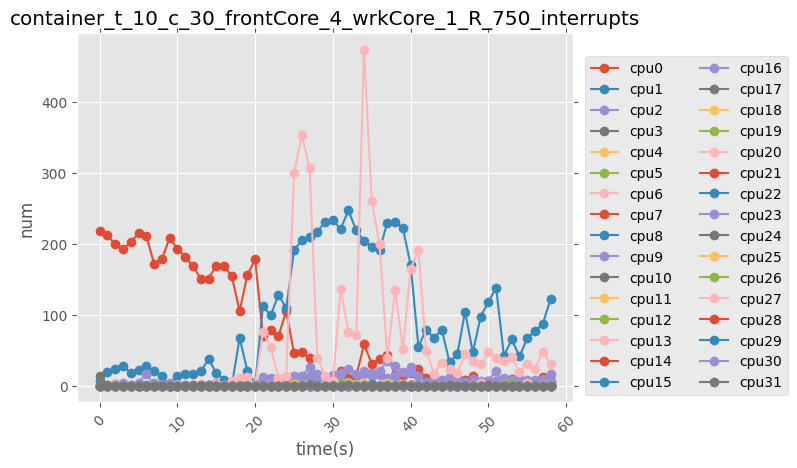 container_t_10_c_30_frontCore_4_wrkCore_1_R_750_interrupts
400
300
200
100
0
num
0
10
20
30
40
50
60
time(s)
cpu0
cpu1
cpu2
cpu3
cpu4
cpu5
cpu6
cpu7
cpu8
cpu9
cpu10
cpu11
cpu12
cpu13
cpu14
cpu15
cpu16
cpu17
cpu18
cpu19
cpu20
cpu21
cpu22
cpu23
cpu24
cpu25
cpu26
cpu27
cpu28
cpu29
cpu30
cpu31